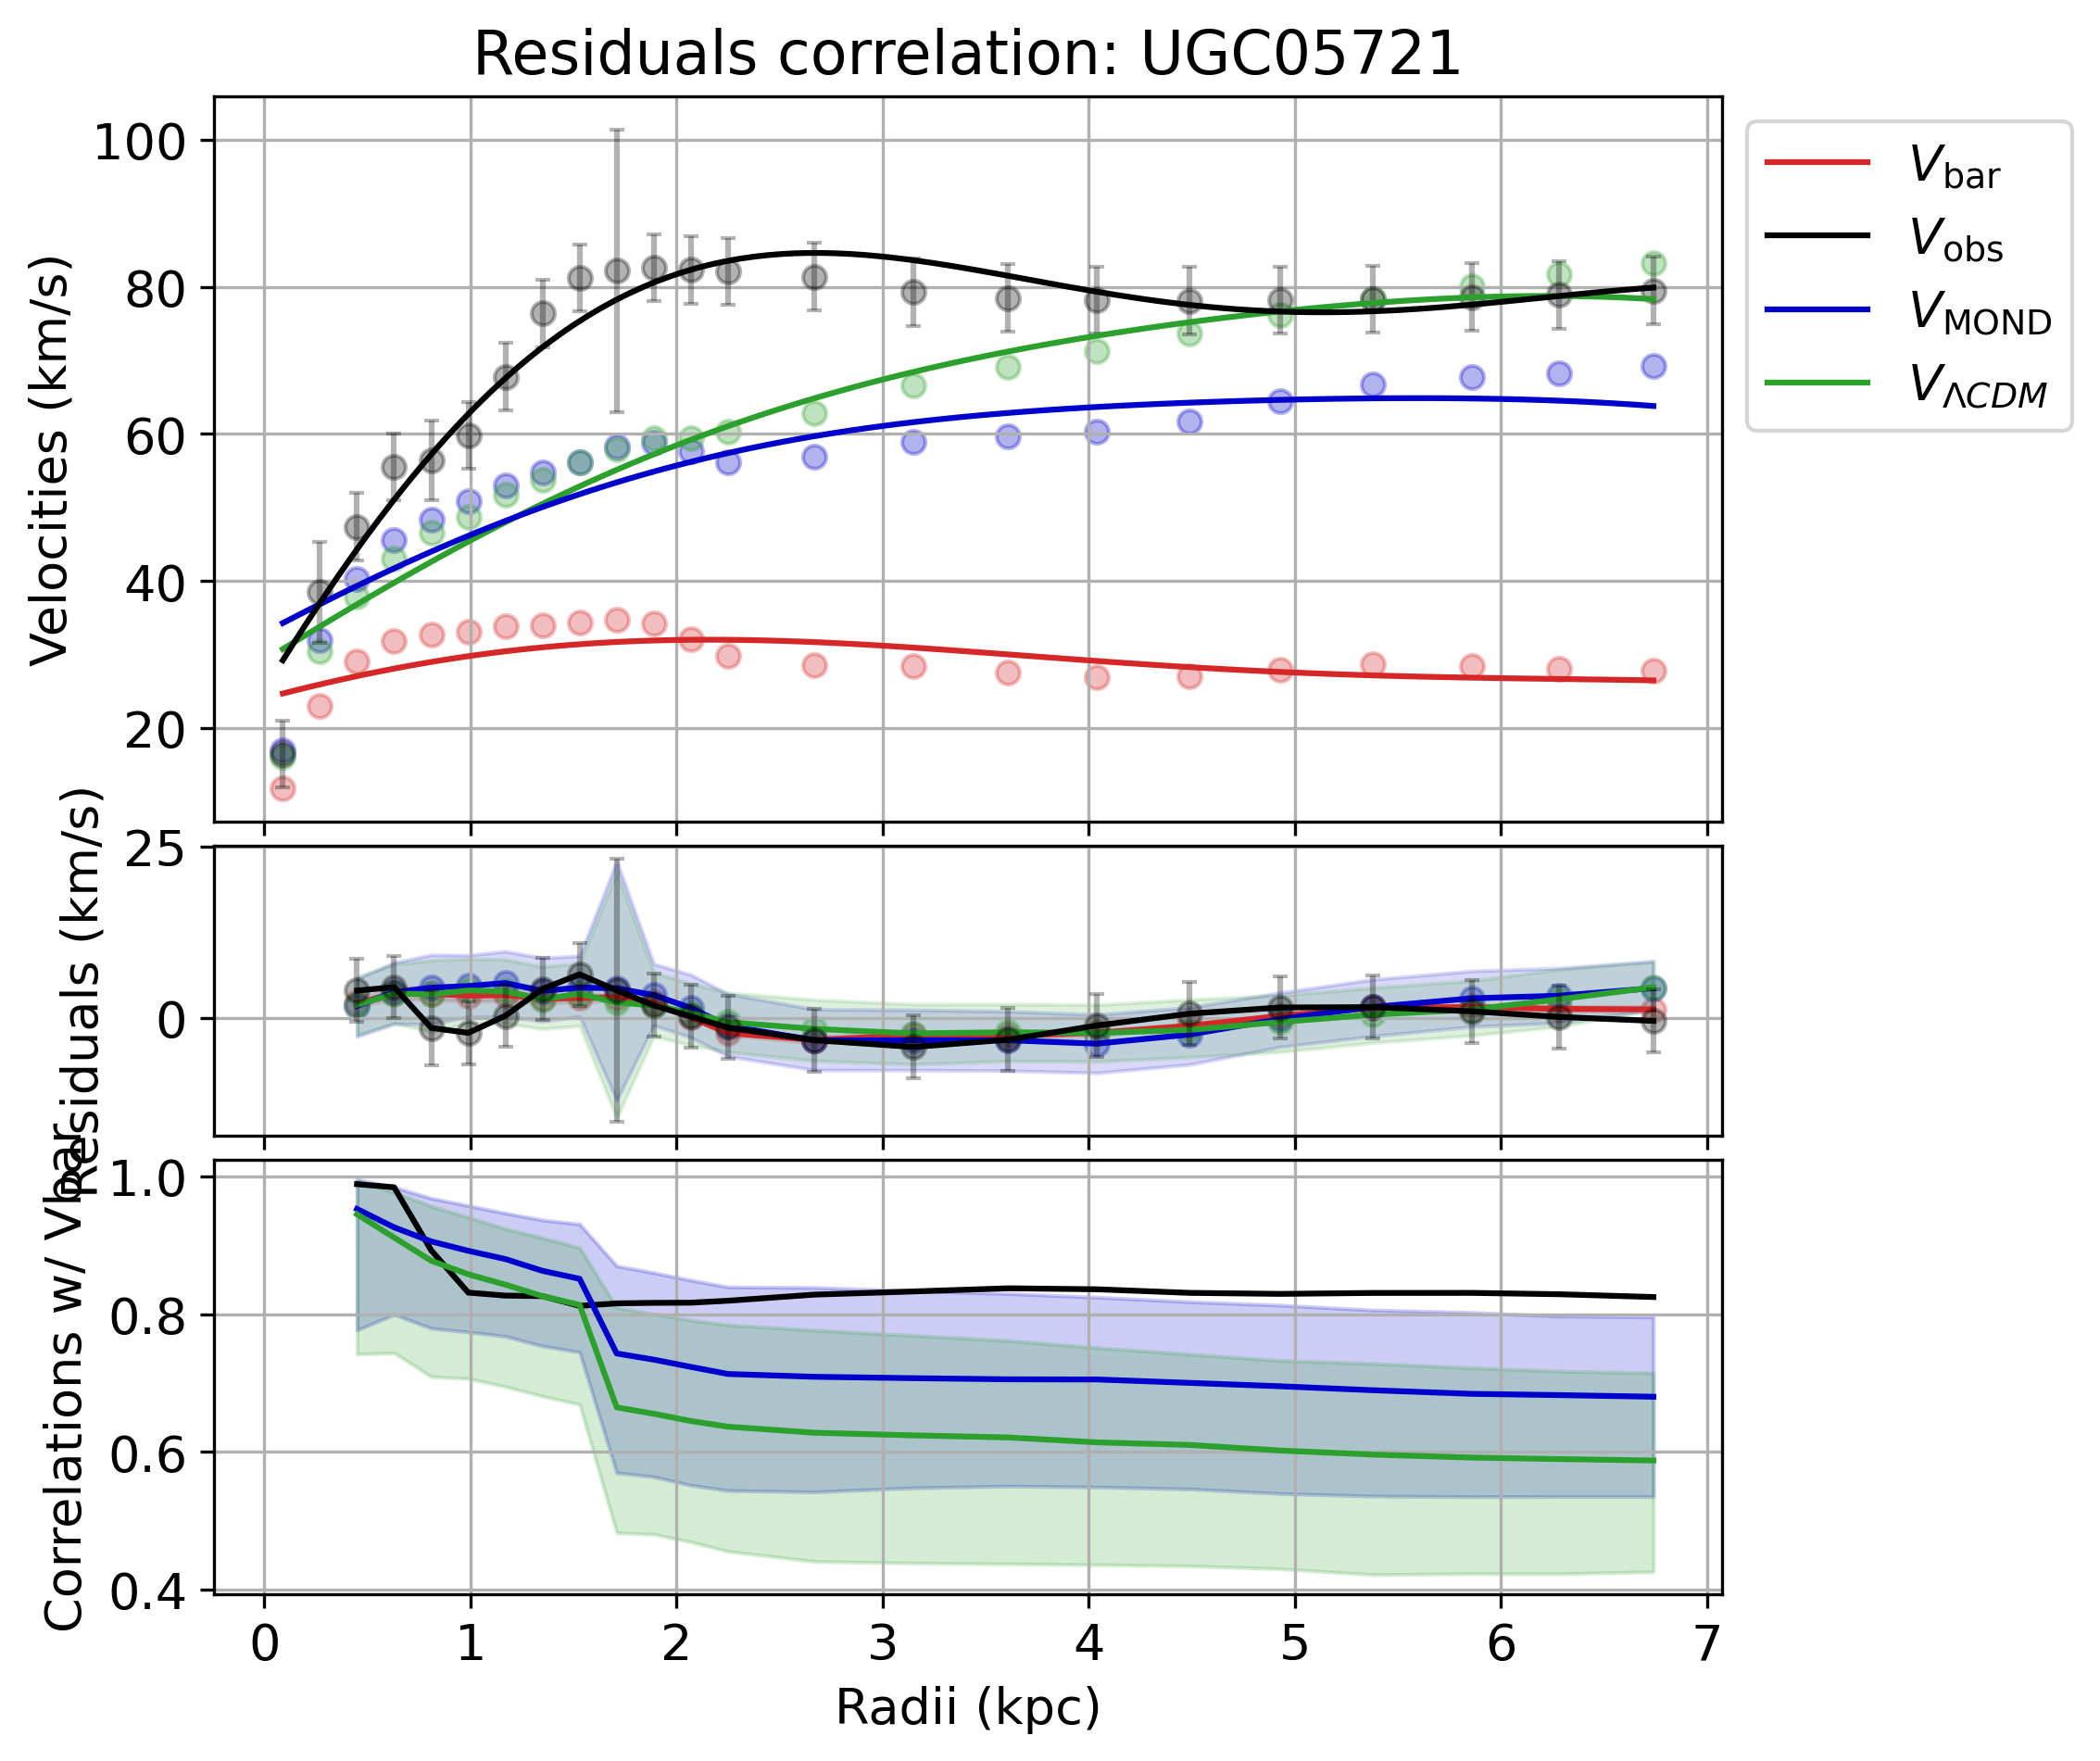 Residuals correlation: UGC05721
Velocities (km/s)
100
80
60
40
20
V_bar
V_obs
V_MOND
V_ΛCDM
Residuals (km/s)
25
0
Correlations w/ Vbar
1.0
0.8
0.6
0.4
0 1 2 3 4 5 6 7
Radii (kpc)